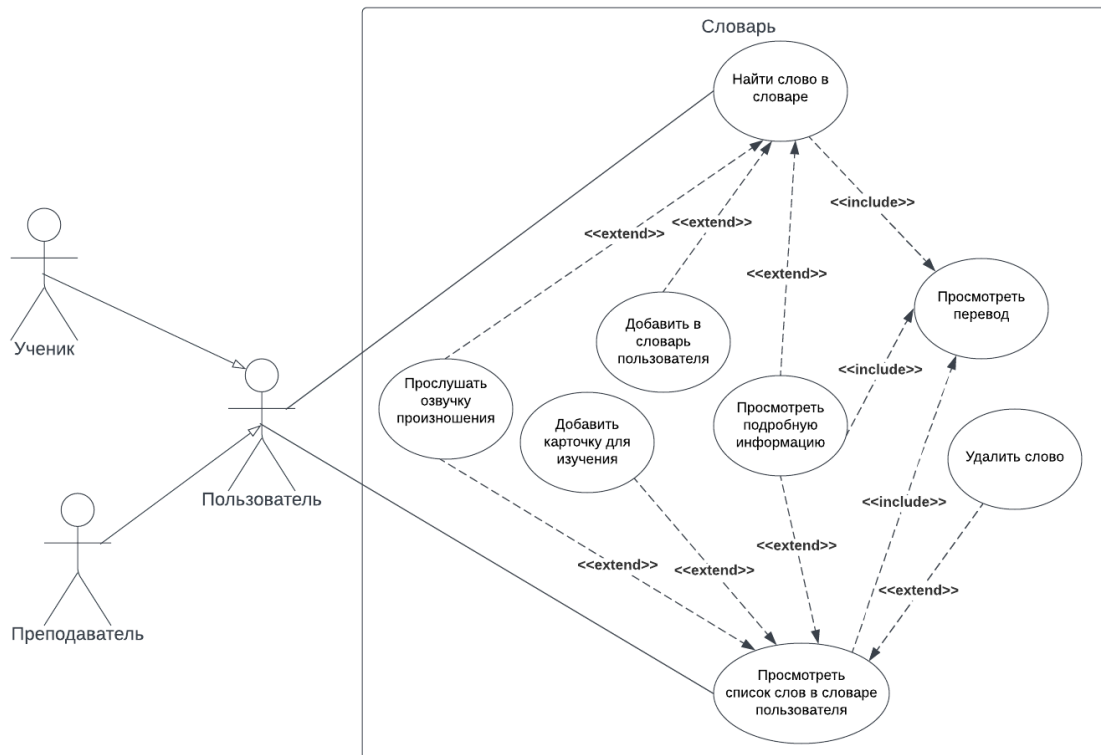 Словарь
Найти слово в
словаре
<<include>>
<<extend>>
<<extend>>
<<extend>>
Просмотреть
перевод
Добавить в
словарь
пользователя
Ученик
<<include>>
Прослушать
озвучку
произношения
Добавить
карточку для
изучения
Просмотреть
подробную
информацию
Удалить слово
Пользователь
<<include>>
<<extend>>
<<extend>>
<<extend>>
<<extend>>
Преподаватель
Просмотреть
список слов в словаре
пользователя